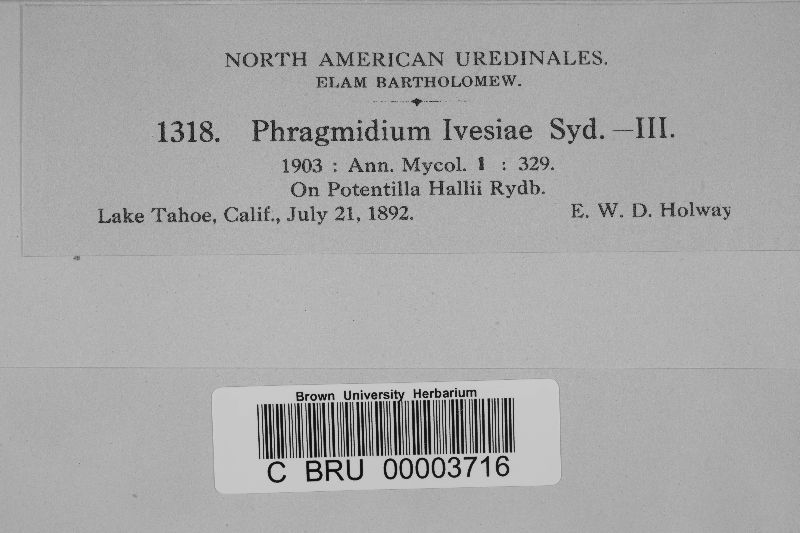 NORTH AMERICAN UREDINALES.
ELAM BARTHOLOMEW.
1318. Phragmidium Ivesiae Syd. —III.
1903 : Ann. Mycol. 1 : 329.
On Potentilla Hallii Rydb.
Lake Tahoe, Calif., July 21, 1892. E. W. D. Holway
Brown University Herbarium
C BRU 00003716